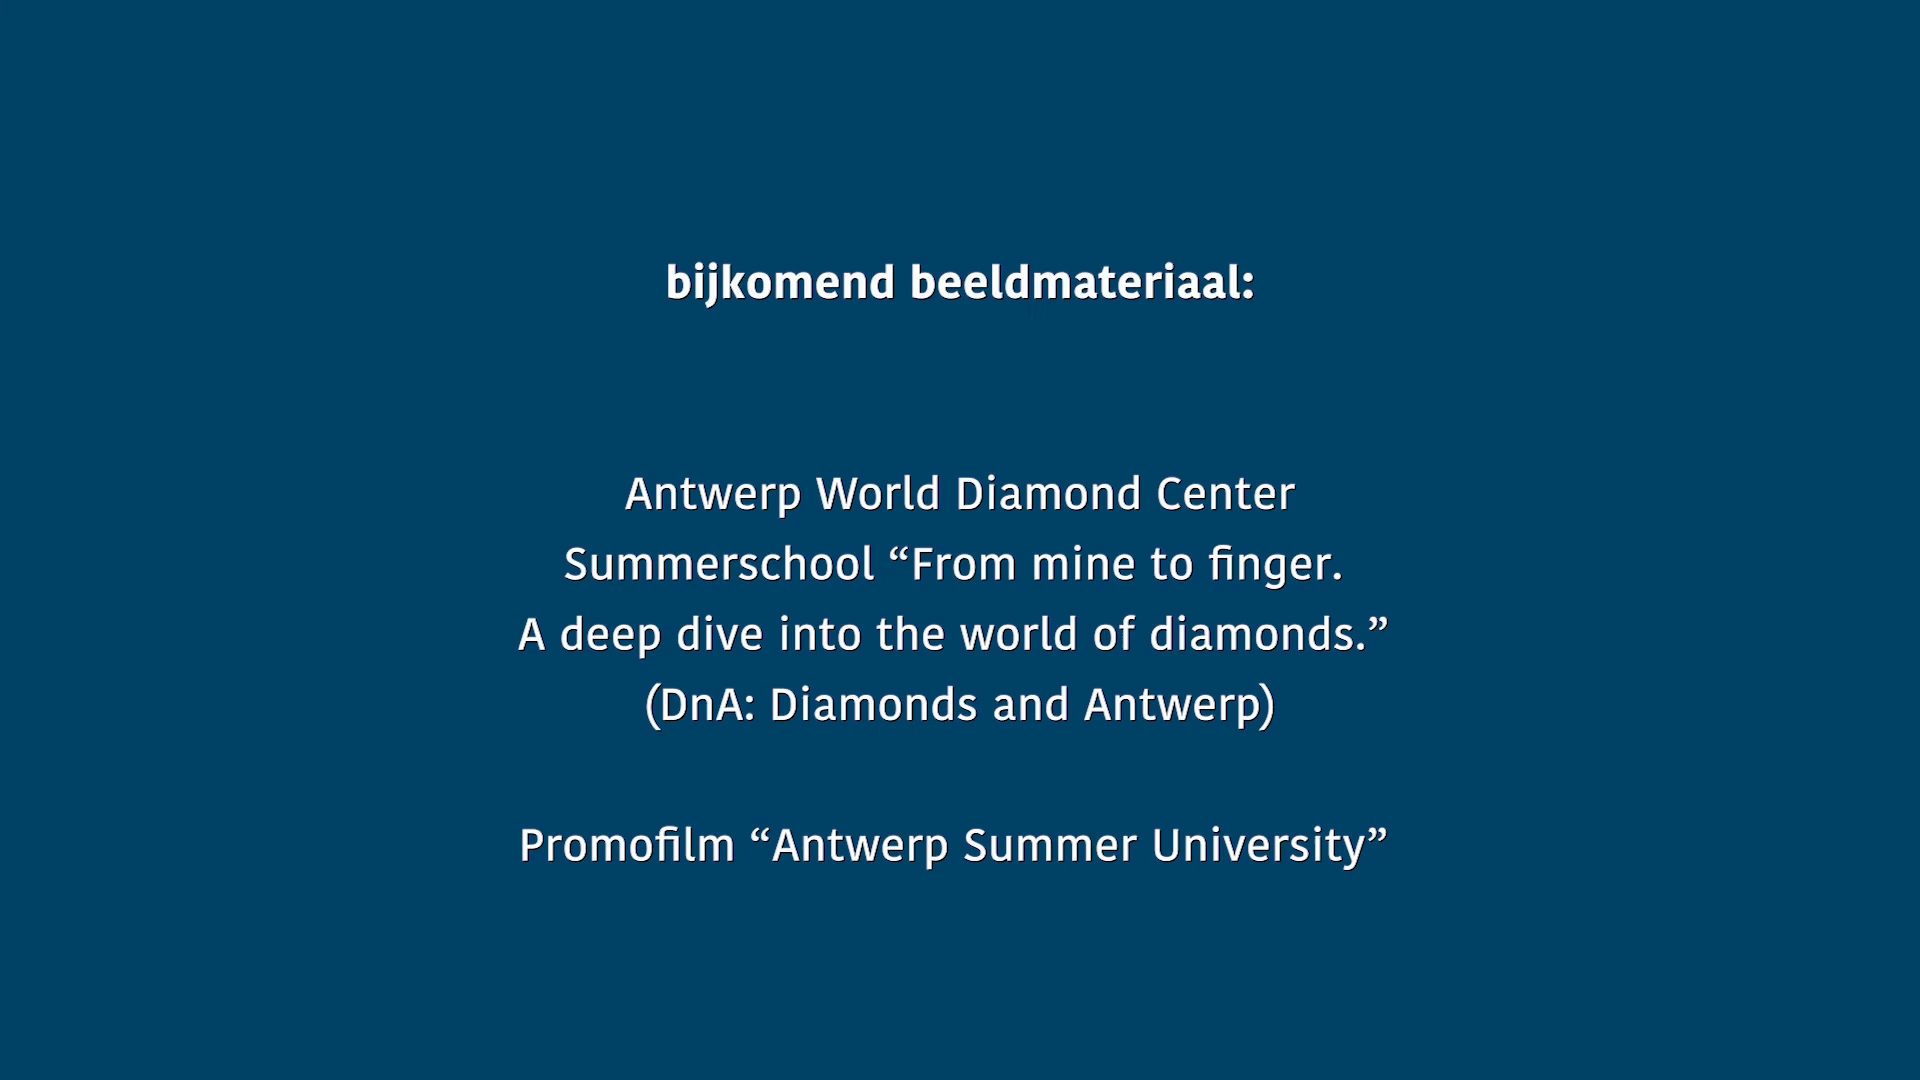 bijkomend beeldmateriaal:
Antwerp World Diamond Center
Summerschool “From mine to finger.
A deep dive into the world of diamonds.”
(DnA: Diamonds and Antwerp)
Promofilm “Antwerp Summer University”